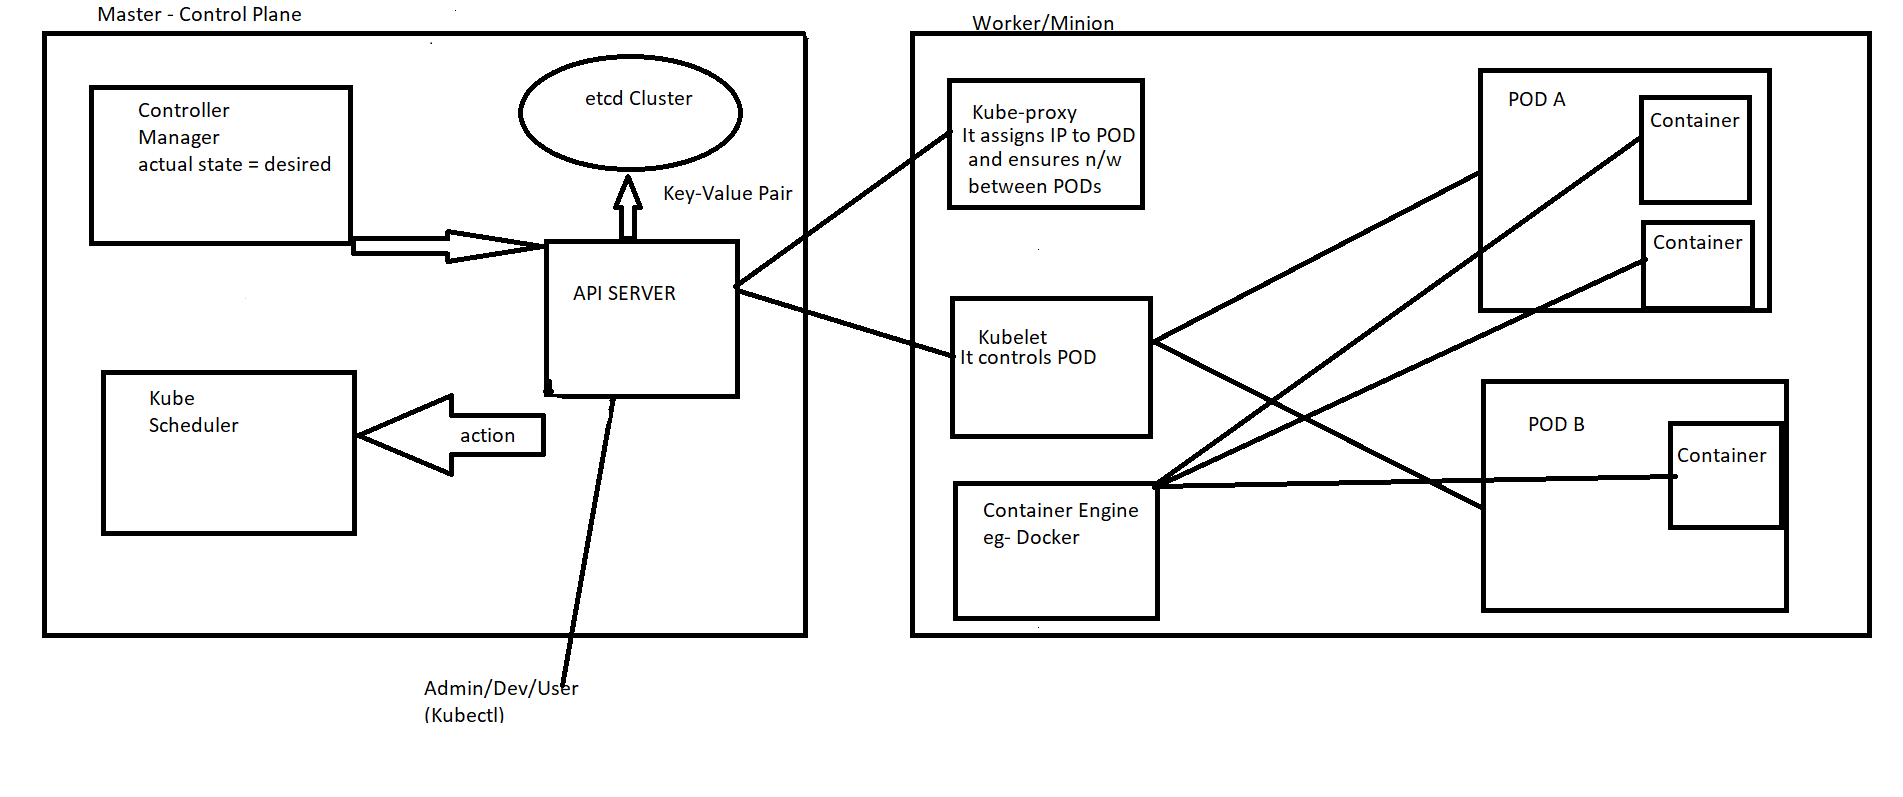 Master - Control Plane
Controller
Manager
actual state = desired
etcd Cluster
Key-Value Pair
API SERVER
Kube
Scheduler
action
Admin/Dev/User
(Kubectl)
Worker/Minion
Kube-proxy
It assigns IP to POD
and ensures n/w
between PODs
Kubelet
It controls POD
Container Engine
eg- Docker
POD A
Container
Container
POD B
Container